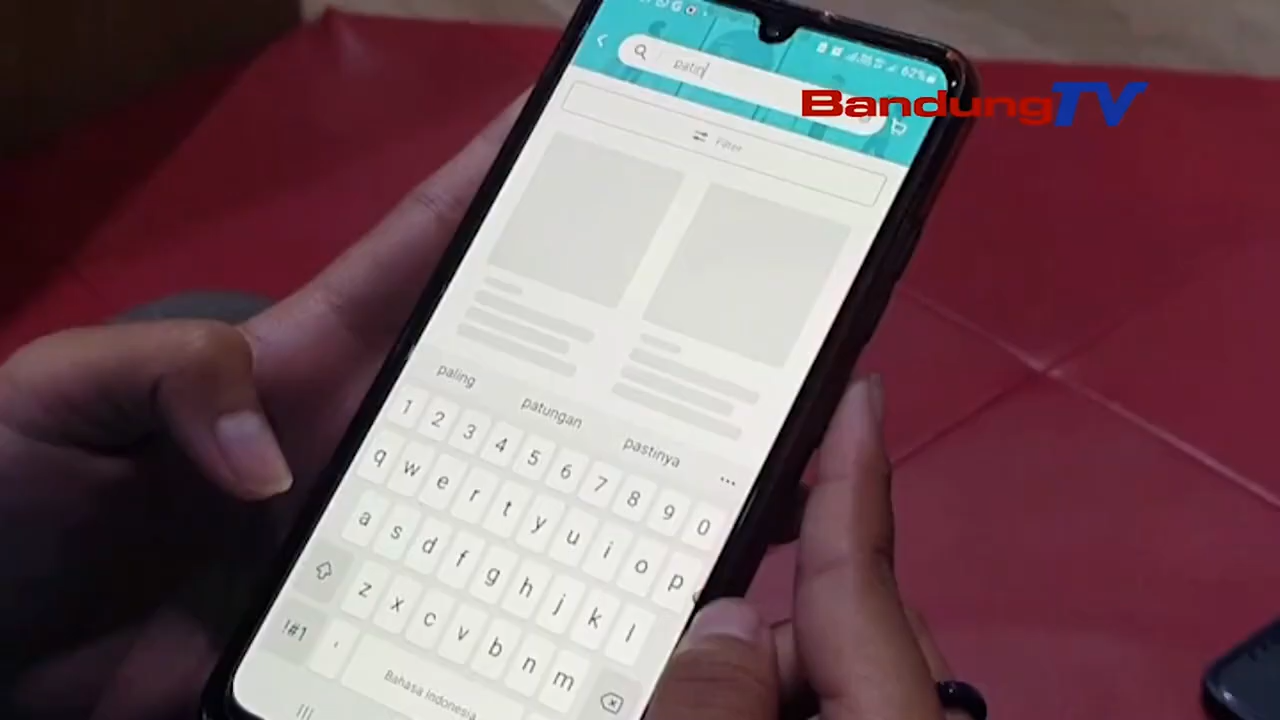 62%
patin
BandungTV
Filter
paling
patungan
pastinya
...
1 2 3 4 5 6 7 8 9 0
q w e r t y u i o p
a s d f g h j k l
z x c v b n m
!#1 ,
Bahasa Indonesia